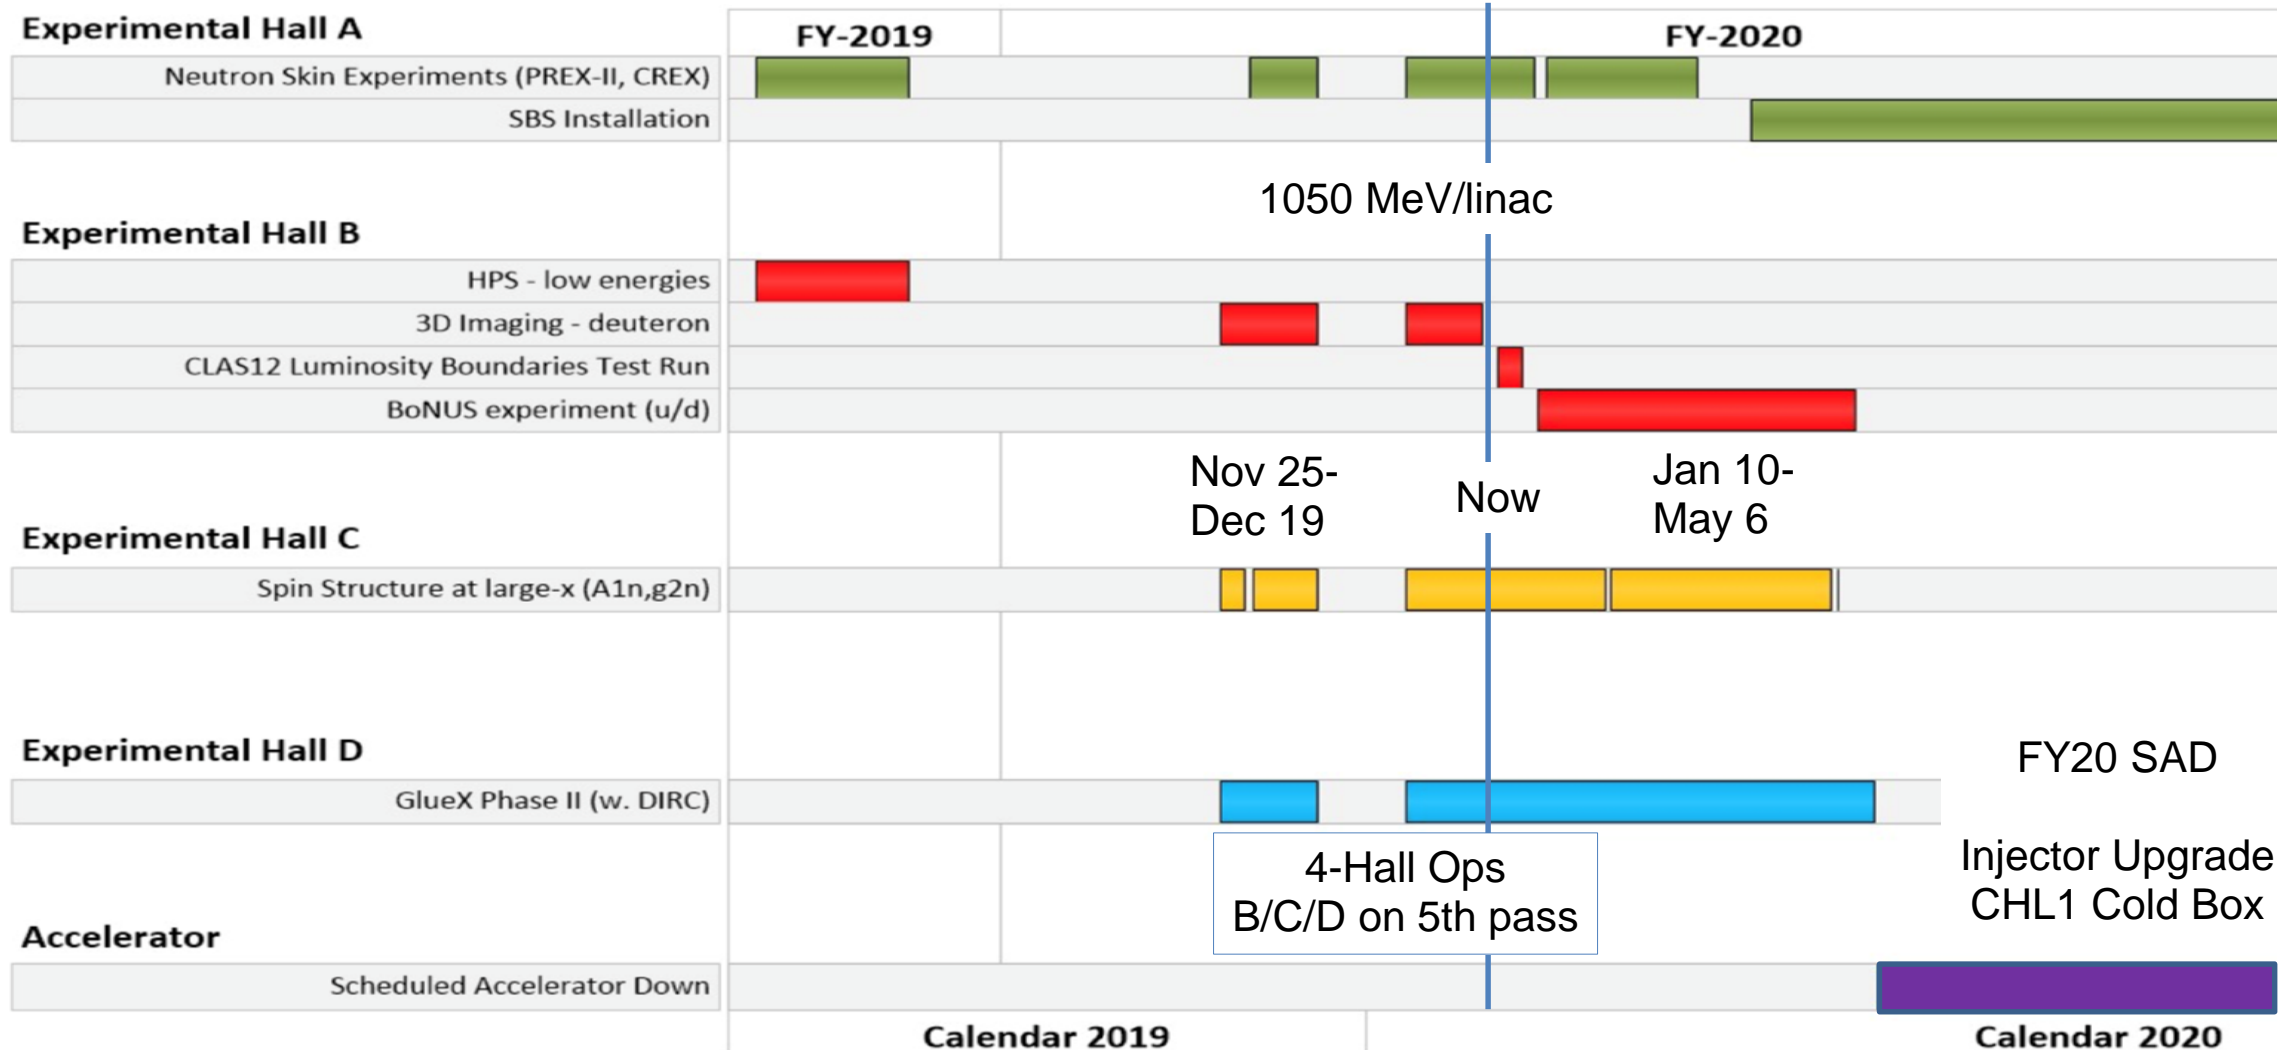 Experimental Hall A
FY-2019 FY-2020
Neutron Skin Experiments (PREX-II, CREX)
SBS Installation
1050 MeV/linac
Experimental Hall B
HPS - low energies
3D Imaging - deuteron
CLAS12 Luminosity Boundaries Test Run
BoNUS experiment (u/d)
Nov 25-
Dec 19
Now
Jan 10-
May 6
Experimental Hall C
Spin Structure at large-x (A1n,g2n)
Experimental Hall D
FY20 SAD
GlueX Phase II (w. DIRC)
4-Hall Ops
B/C/D on 5th pass
Injector Upgrade
CHL1 Cold Box
Accelerator
Scheduled Accelerator Down
Calendar 2019 Calendar 2020